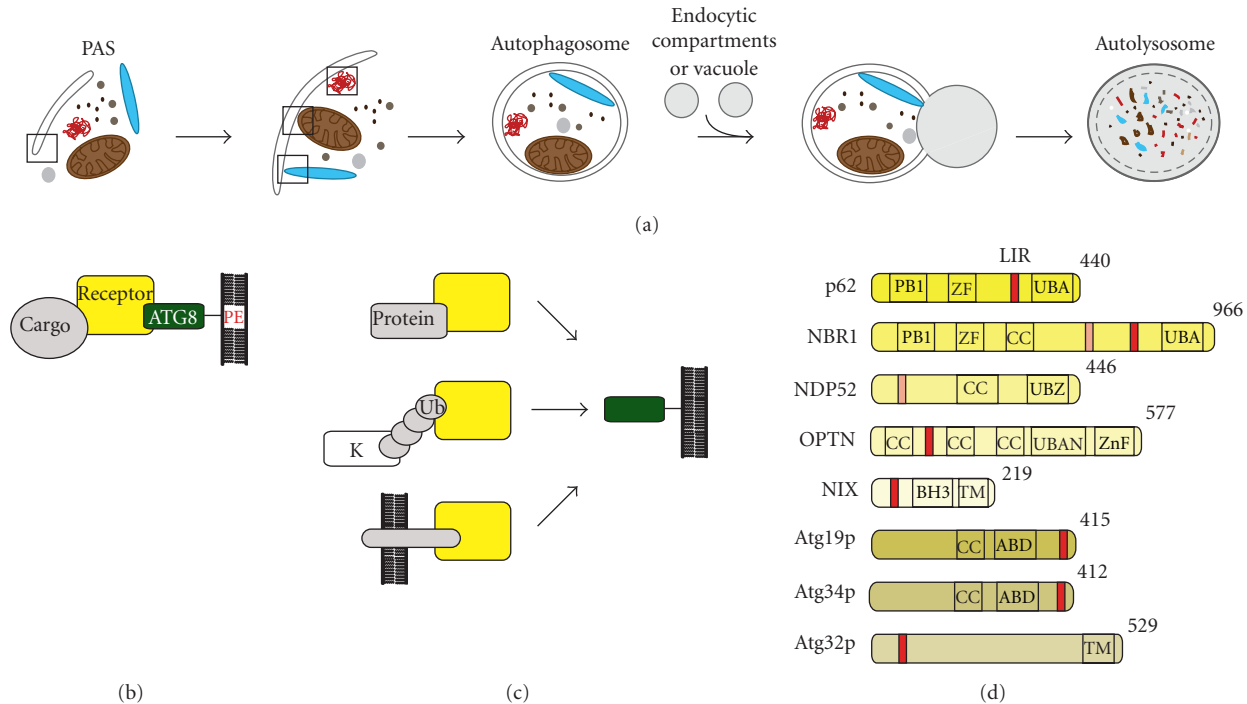 PAS
Autophagosome
Endocytic
compartments
or vacuole
Autolysosome
(a)
Cargo
Receptor
ATG8
PE
(b)
Protein
Ub
K
(c)
LIR
p62 PB1 ZF UBA 440
NBR1 PB1 ZF CC UBA 966
NDP52 CC UBZ 446
OPTN CC CC CC UBAN ZnF 577
NIX BH3 TM 219
Atg19p CC ABD 415
Atg34p CC ABD 412
Atg32p TM 529
(d)